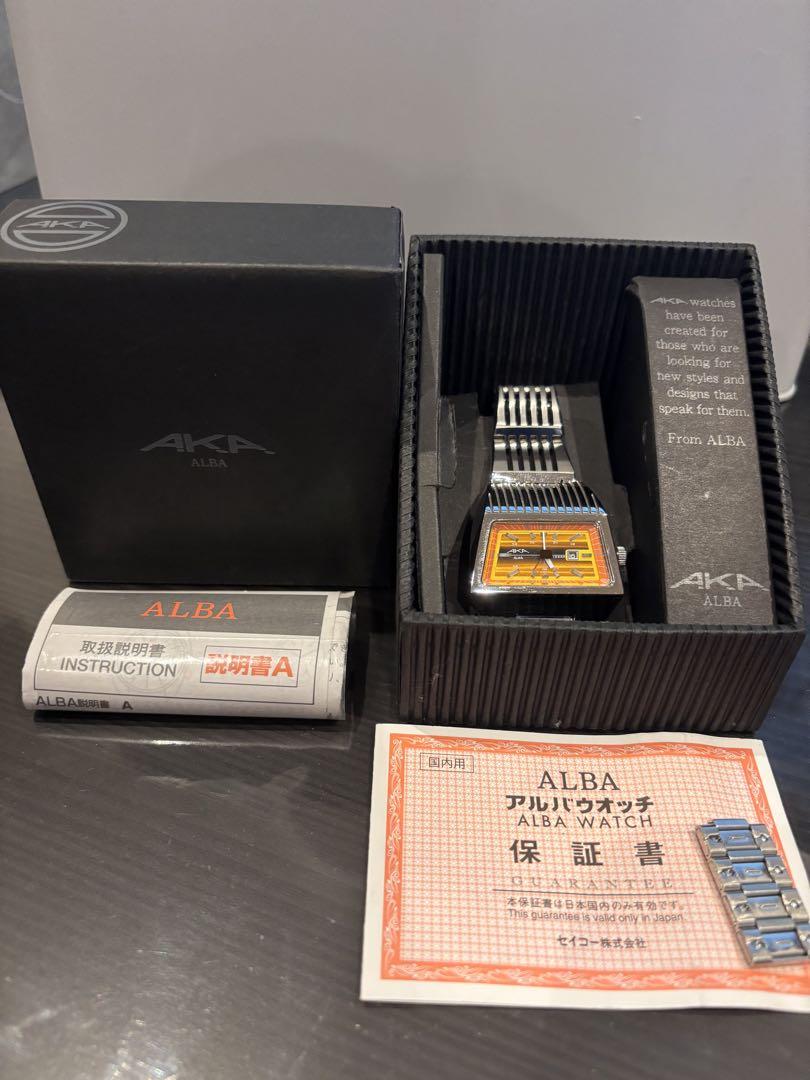 AKA
AKA
ALBA
AKA watches
have been
created for
those who are
looking for
new styles and
designs that
speak for them.
From ALBA
AKA
ALBA
AKA
ALBA
ALBA
取扱説明書
INSTRUCTION
説明書A
ALBA説明書 A
国内用
ALBA
アルバウオッチ
ALBA WATCH
保証書
GUARANTEE
本保証書は日本国内のみ有効です。
This guarantee is valid only in Japan.
セイコー株式会社